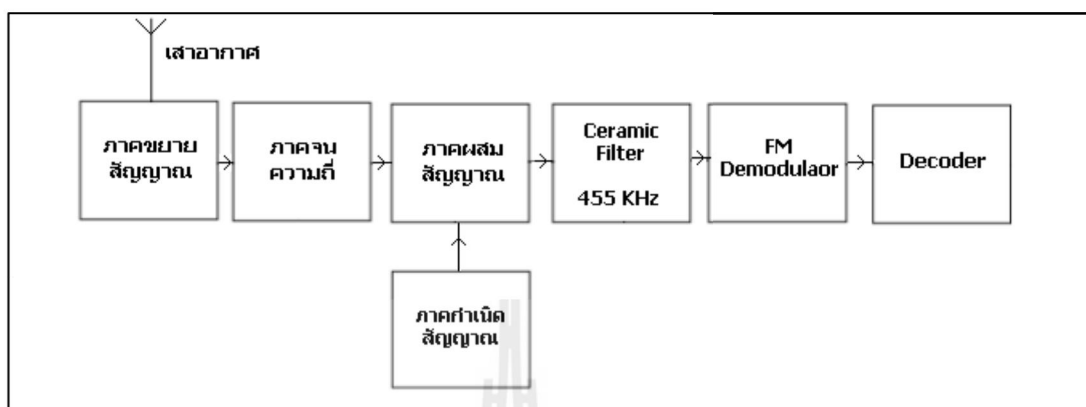 เสาอากาศ
ภาคขยาย
สัญญาณ
ภาคจน
ความถี่
ภาคผสม
สัญญาณ
Ceramic
Filter
455 KHz
FM
Demodulaor
Decoder
ภาคกำเนิด
สัญญาณ